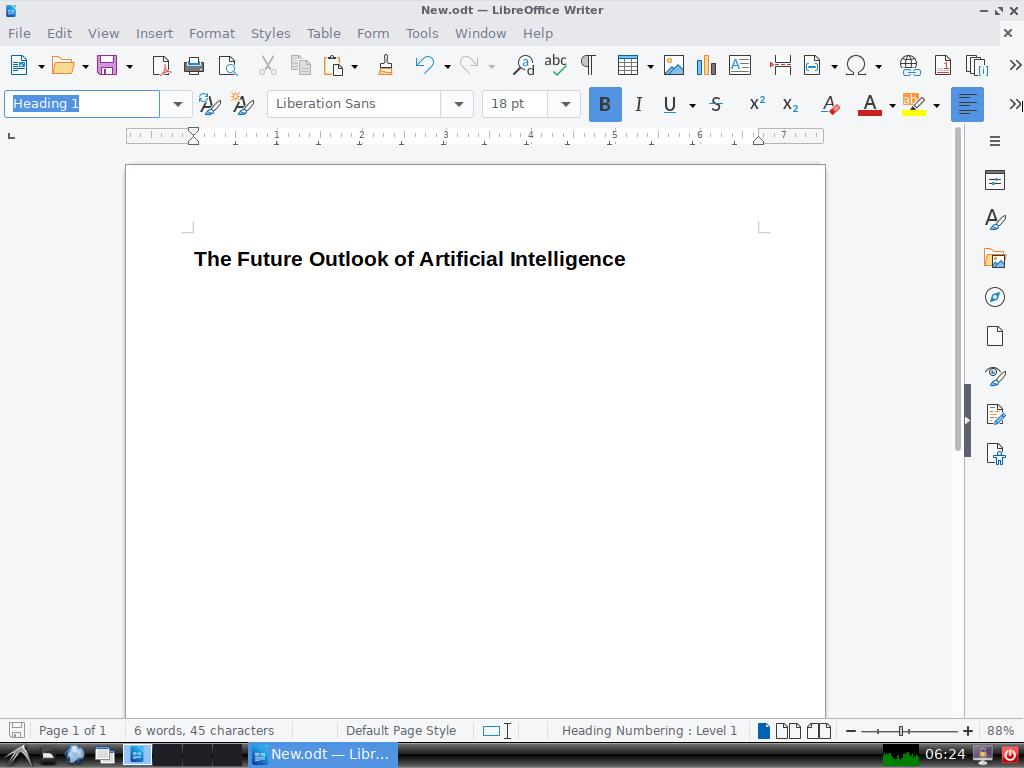 New.odt — LibreOffice Writer
File Edit View Insert Format Styles Table Form Tools Window Help
Heading 1 Liberation Sans 18 pt
1 2 3 4 5 6 7
The Future Outlook of Artificial Intelligence
Page 1 of 1 6 words, 45 characters Default Page Style Heading Numbering : Level 1 88%
New.odt — Libr... 06:24